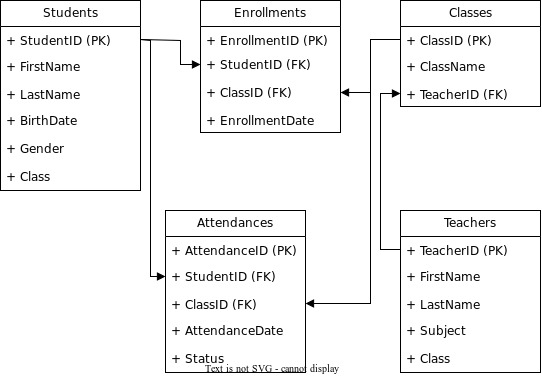 Students
+ StudentID (PK)
+ FirstName
+ LastName
+ BirthDate
+ Gender
+ Class
Enrollments
+ EnrollmentID (PK)
+ StudentID (FK)
+ ClassID (FK)
+ EnrollmentDate
Classes
+ ClassID (PK)
+ ClassName
+ TeacherID (FK)
Attendances
+ AttendanceID (PK)
+ StudentID (FK)
+ ClassID (FK)
+ AttendanceDate
+ Status
Teachers
+ TeacherID (PK)
+ FirstName
+ LastName
+ Subject
+ Class
Text is not SVG - cannot display